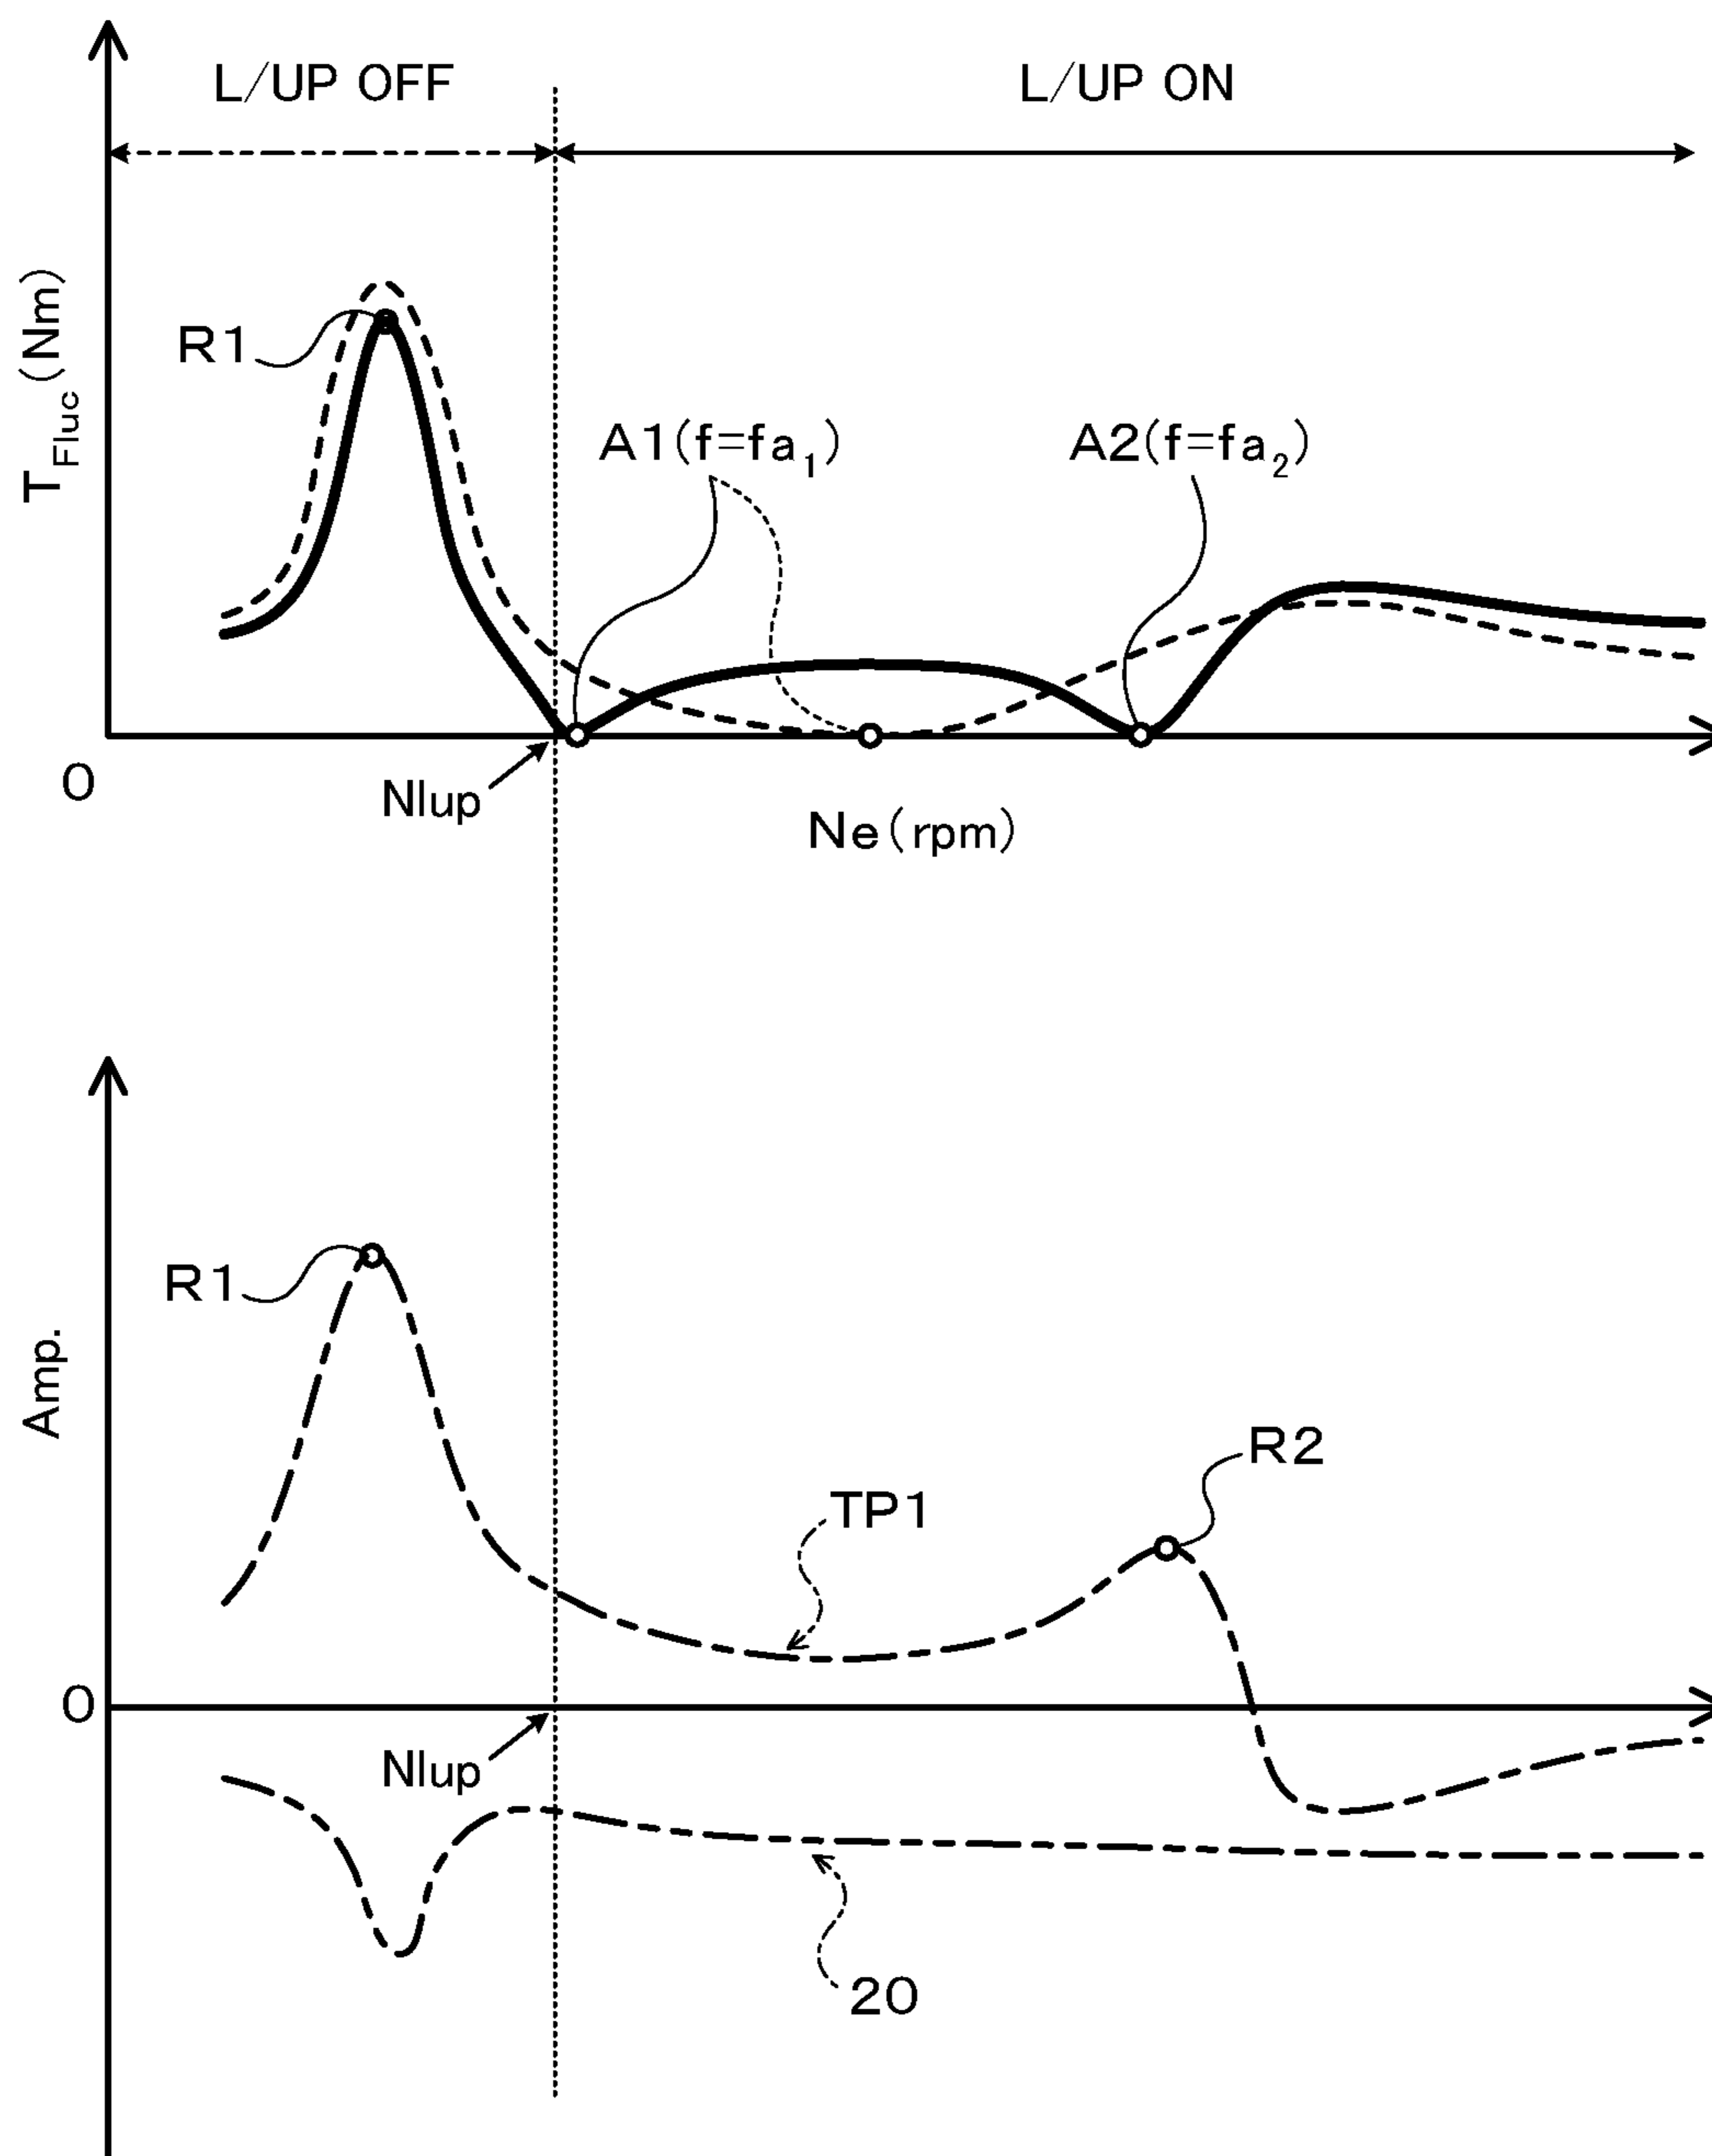 L/UP OFF
L/UP ON
T_Fluc (Nm)
R1
A1(f=fa₁)
A2(f=fa₂)
0
Nlup
Ne(rpm)
R1
Amp.
R2
TP1
0
Nlup
20